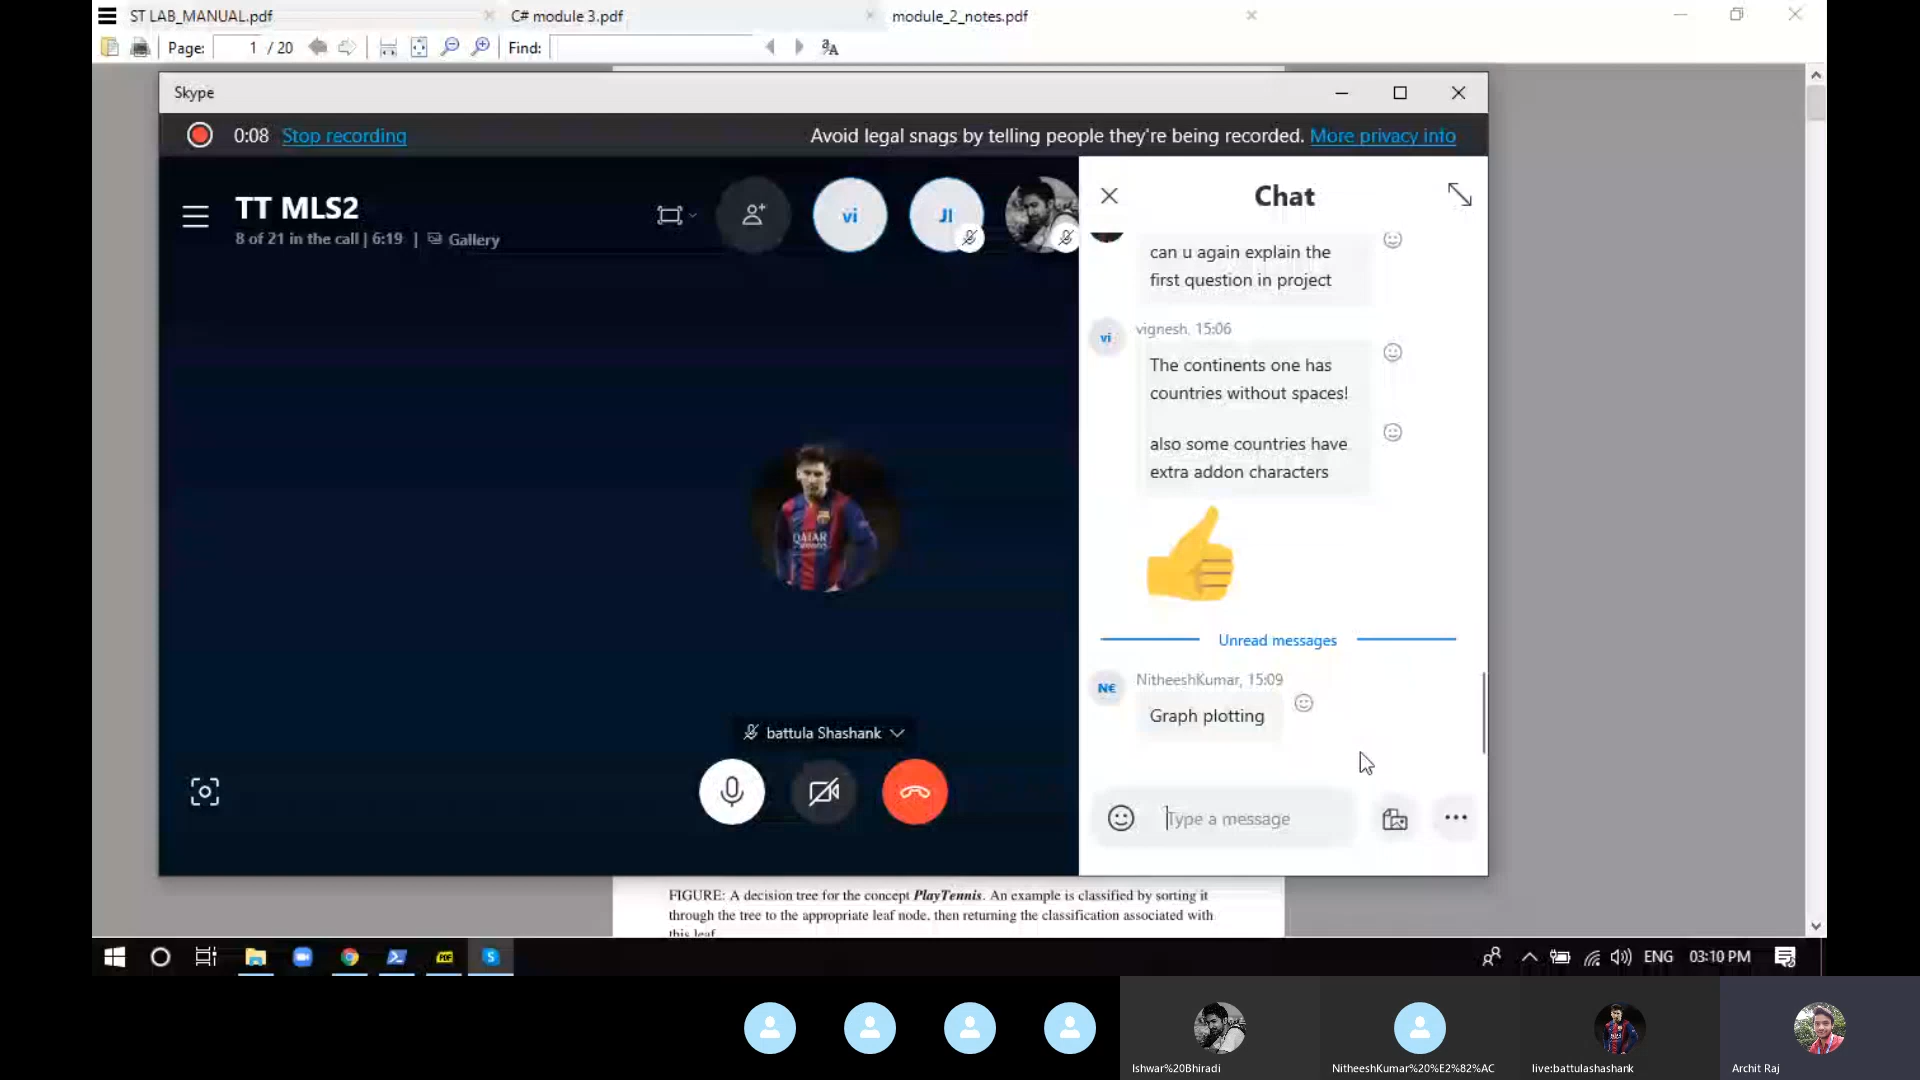 ST LAB_MANUAL.pdf
C# module 3.pdf
module_2_notes.pdf
Page: 1 / 20
Find:
Skype
0:08 Stop recording
Avoid legal snags by telling people they're being recorded. More privacy info
TT MLS2
8 of 21 in the call | 6:19 | Gallery
vi
JI
Chat
can u again explain the
first question in project
vi
vignesh, 15:06
The continents one has
countries without spaces!
also some countries have
extra addon characters
QATAR
AIRWAYS
Unread messages
N€
NitheeshKumar, 15:09
Graph plotting
battula Shashank
Type a message
FIGURE: A decision tree for the concept PlayTennis. An example is classified by sorting it
through the tree to the appropriate leaf node, then returning the classification associated with
this leaf
PDF
S
ENG
03:10 PM
Ishwar%20Bhiradi
NitheeshKumar%20%E2%82%AC
live:battulashashank
Archit Raj